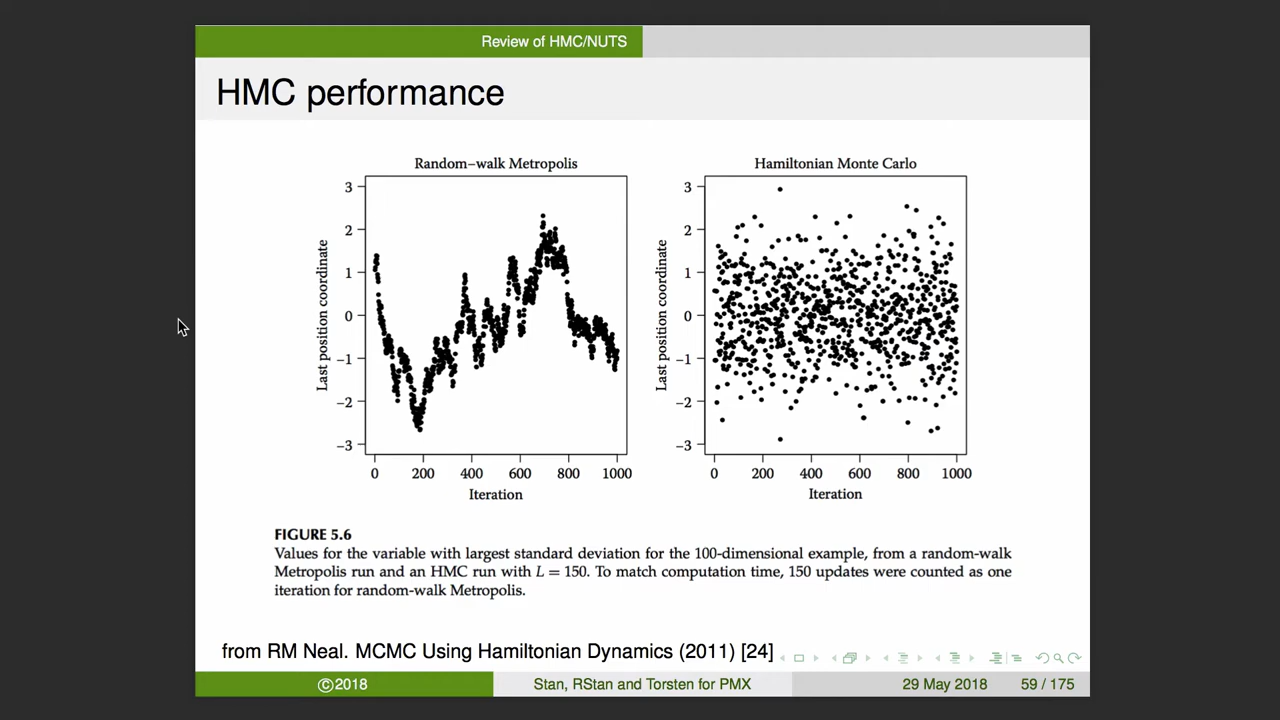 Review of HMC/NUTS
HMC performance
Random−walk Metropolis
3
2
1
0
−1
−2
−3
Last position coordinate
0 200 400 600 800 1000
Iteration
Hamiltonian Monte Carlo
3
2
1
0
−1
−2
−3
Last position coordinate
0 200 400 600 800 1000
Iteration
FIGURE 5.6
Values for the variable with largest standard deviation for the 100-dimensional example, from a random-walk
Metropolis run and an HMC run with L = 150. To match computation time, 150 updates were counted as one
iteration for random-walk Metropolis.
from RM Neal. MCMC Using Hamiltonian Dynamics (2011) [24]
©2018 Stan, RStan and Torsten for PMX 29 May 2018 59 / 175